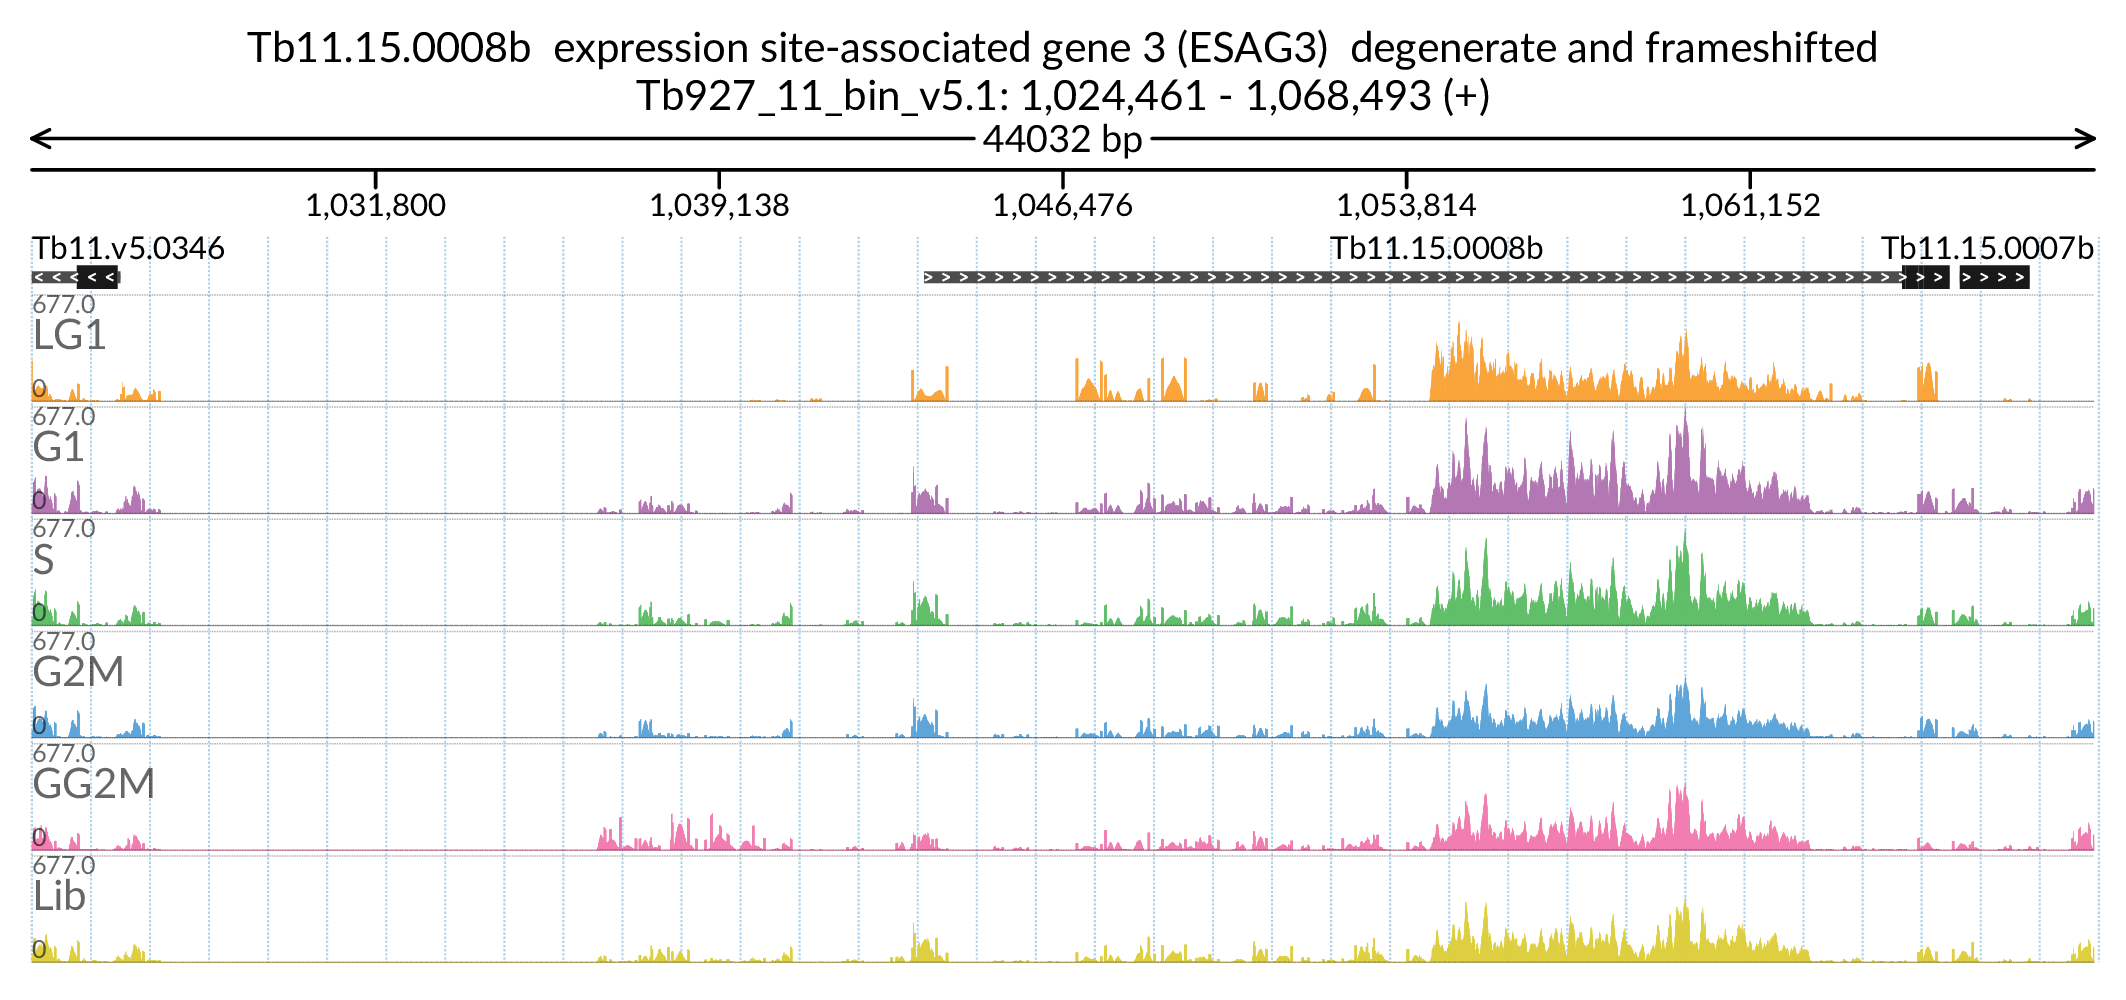 Tb11.15.0008b expression site-associated gene 3 (ESAG3) degenerate and frameshifted
Tb927_11_bin_v5.1: 1,024,461 - 1,068,493 (+)
44032 bp
1,031,800 1,039,138 1,046,476 1,053,814 1,061,152
Tb11.v5.0346 Tb11.15.0008b Tb11.15.0007b
677.0
LG1
0
677.0
G1
0
677.0
S
0
677.0
G2M
0
677.0
GG2M
0
677.0
Lib
0